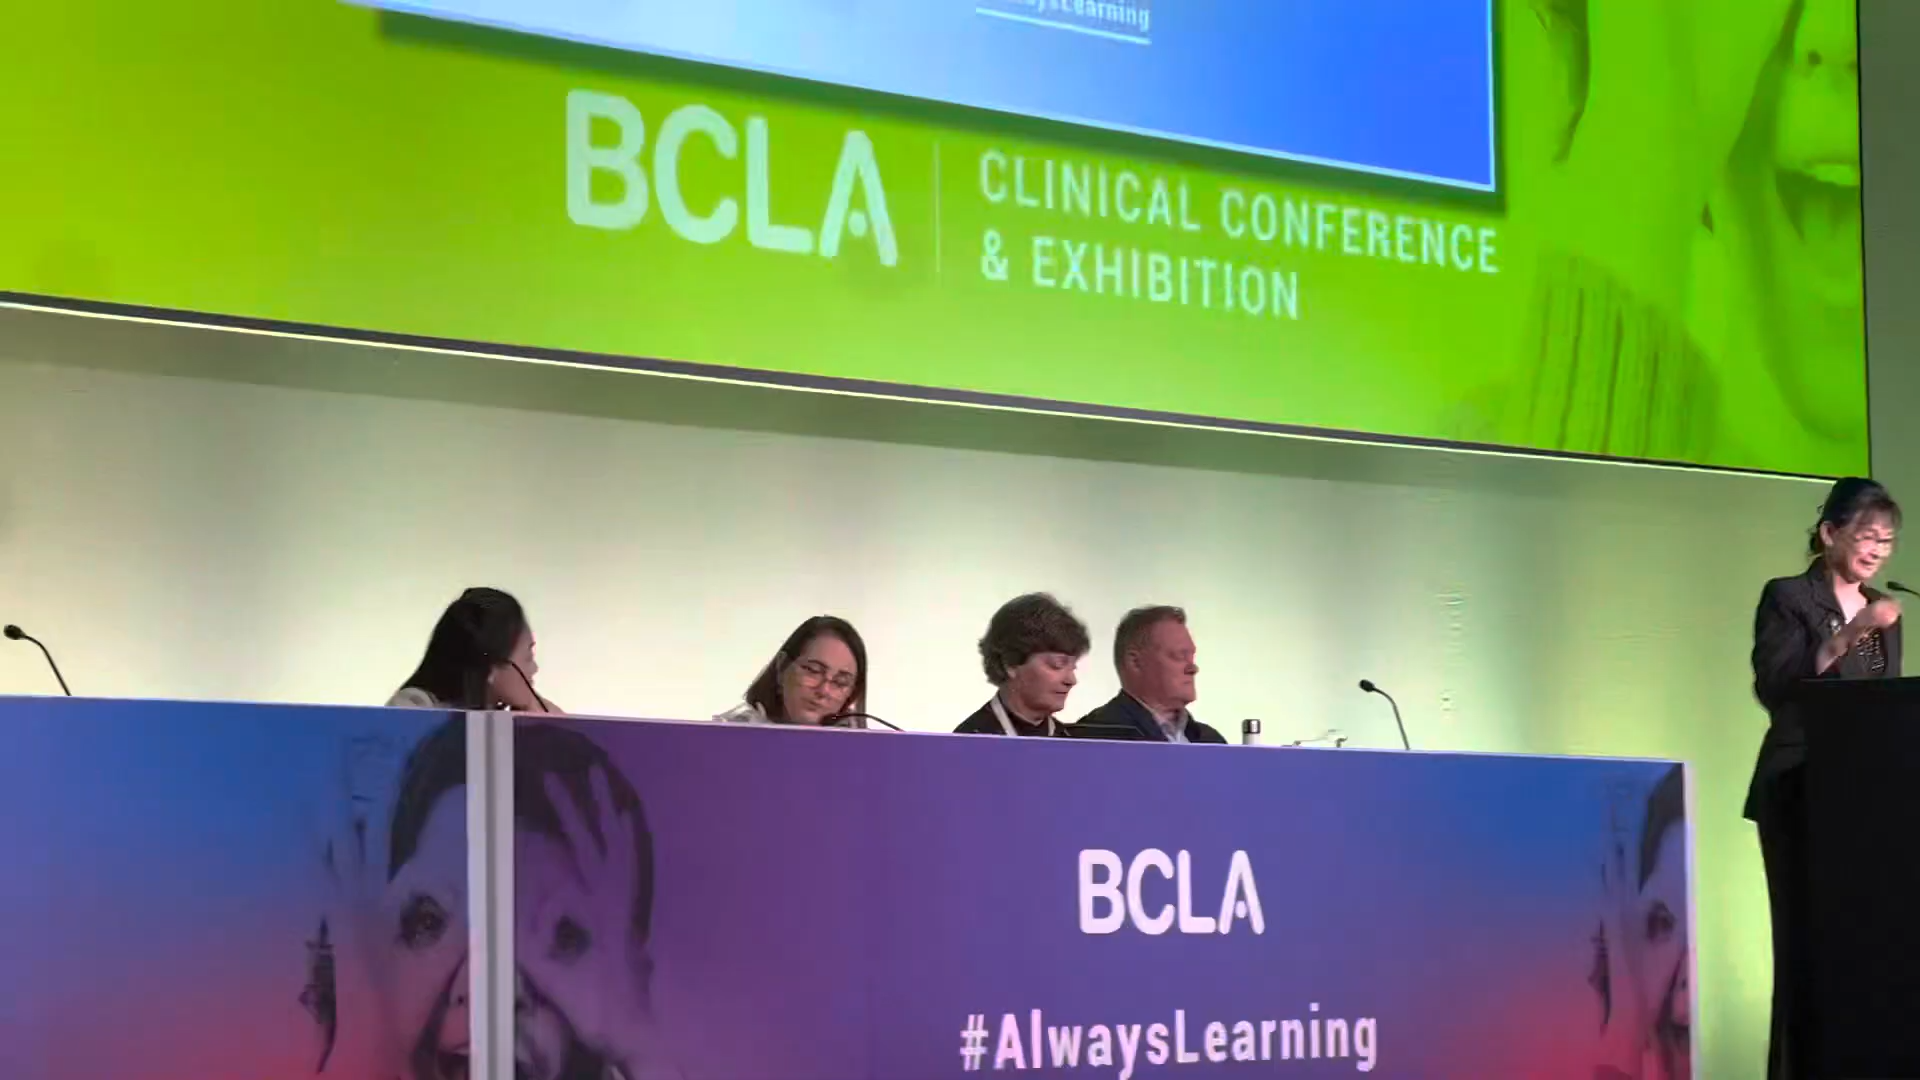 BCLA
CLINICAL CONFERENCE
& EXHIBITION
BCLA
#AlwaysLearning